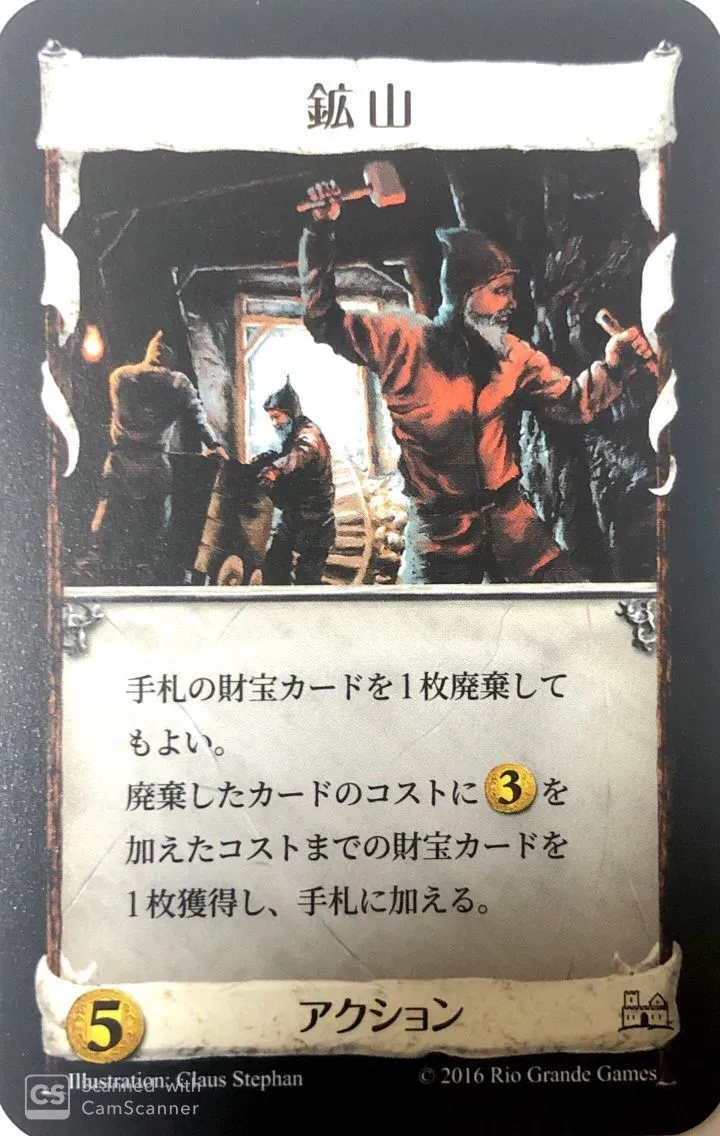 鉱山
手札の財宝カードを1枚廃棄して
もよい。
廃棄したカードのコストに3を
加えたコストまでの財宝カードを
1枚獲得し、手札に加える。
5
アクション
Illustration: Claus Stephan
© 2016 Rio Grande Games
CS
Scanned with
CamScanner